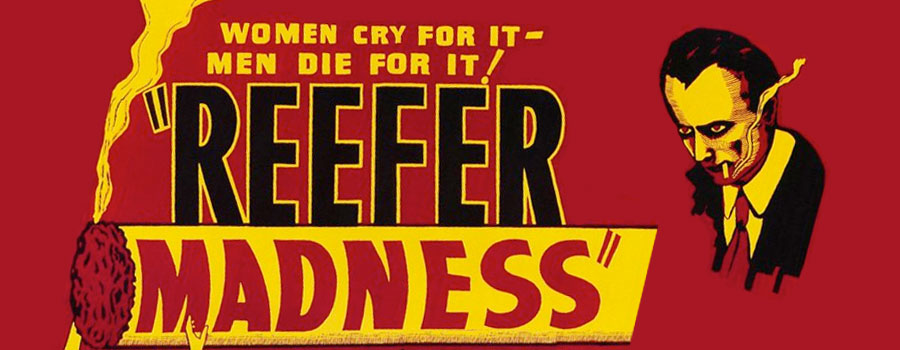 WOMEN CRY FOR IT–
MEN DIE FOR IT!
"REEFER
MADNESS"